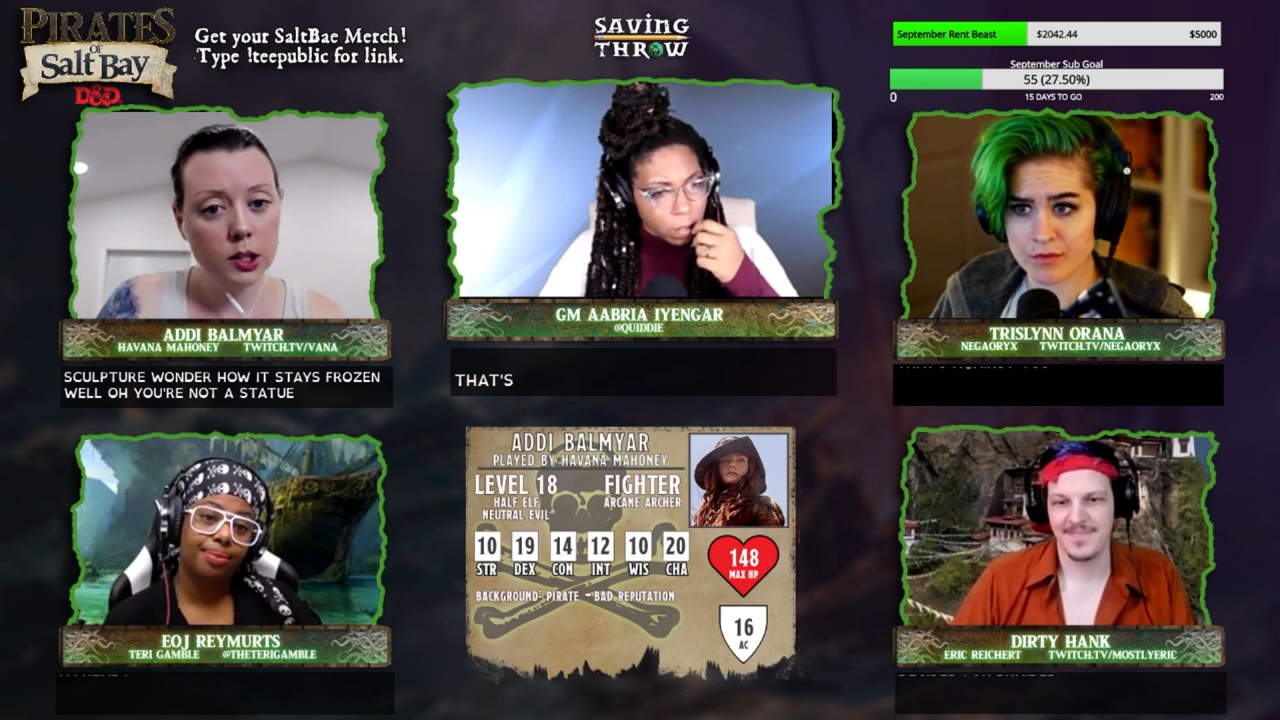 PIRATES
OF
Salt Bay
D&D
Get your SaltBae Merch!
Type !teepublic for link.
SAVING
THROW
September Rent Beast $2042.44 $5000
September Sub Goal
55 (27.50%)
0 15 DAYS TO GO 200
ADDI BALMYAR
HAVANA MAHONEY TWITCH.TV/VANA
SCULPTURE WONDER HOW IT STAYS FROZEN
WELL OH YOU'RE NOT A STATUE
GM AABRIA IYENGAR
@QUIDDIE
THAT'S
TRISLYNN ORANA
NEGAORYX TWITCH.TV/NEGAORYX
EOJ REYMURTS
TERI GAMBLE @THETERIGAMBLE
ADDI BALMYAR
PLAYED BY HAVANA MAHONEY
LEVEL 18 FIGHTER
HALF ELF ARCANE ARCHER
NEUTRAL EVIL
10 19 14 12 10 20
STR DEX CON INT WIS CHA
BACKGROUND: PIRATE - BAD REPUTATION
148
MAX HP
16
AC
DIRTY HANK
ERIC REICHERT TWITCH.TV/MOSTLYERIC